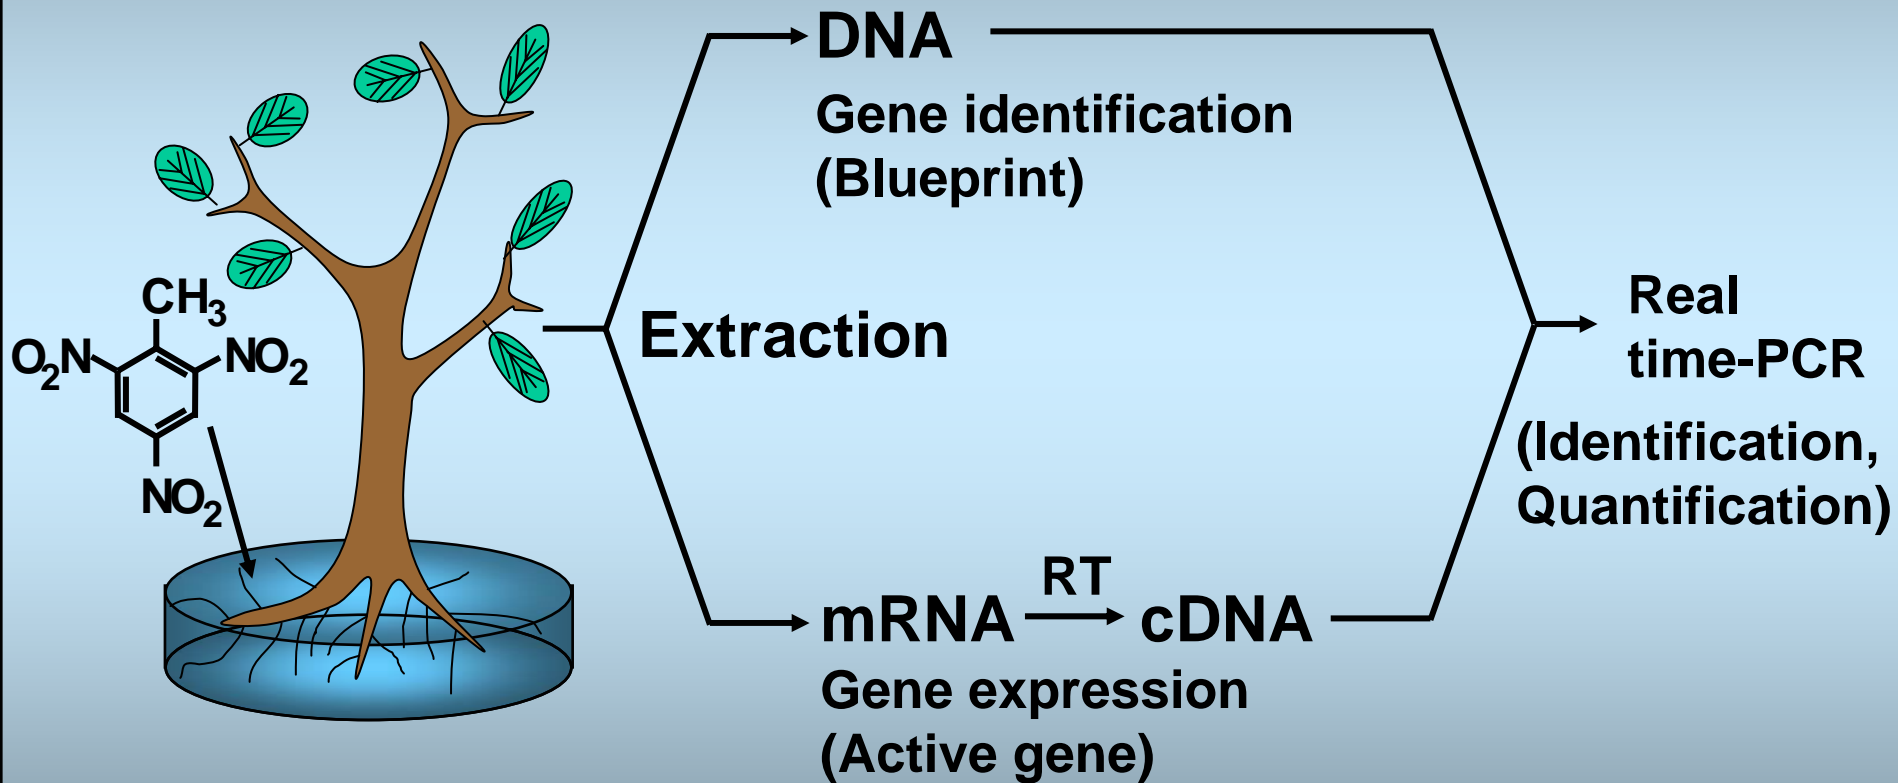 DNA
Gene identification
(Blueprint)
CH₃
O₂N
NO₂
NO₂
Extraction
Real
time-PCR
(Identification,
Quantification)
RT
mRNA
cDNA
Gene expression
(Active gene)